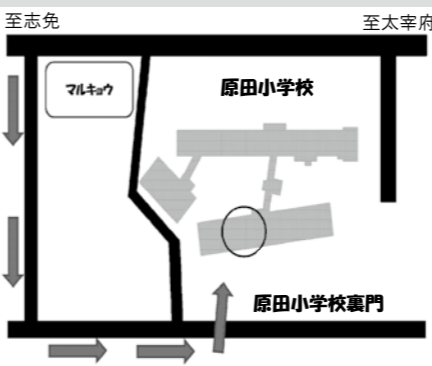 至志免
至太宰府
マルキョウ
原田小学校
原田小学校裏門